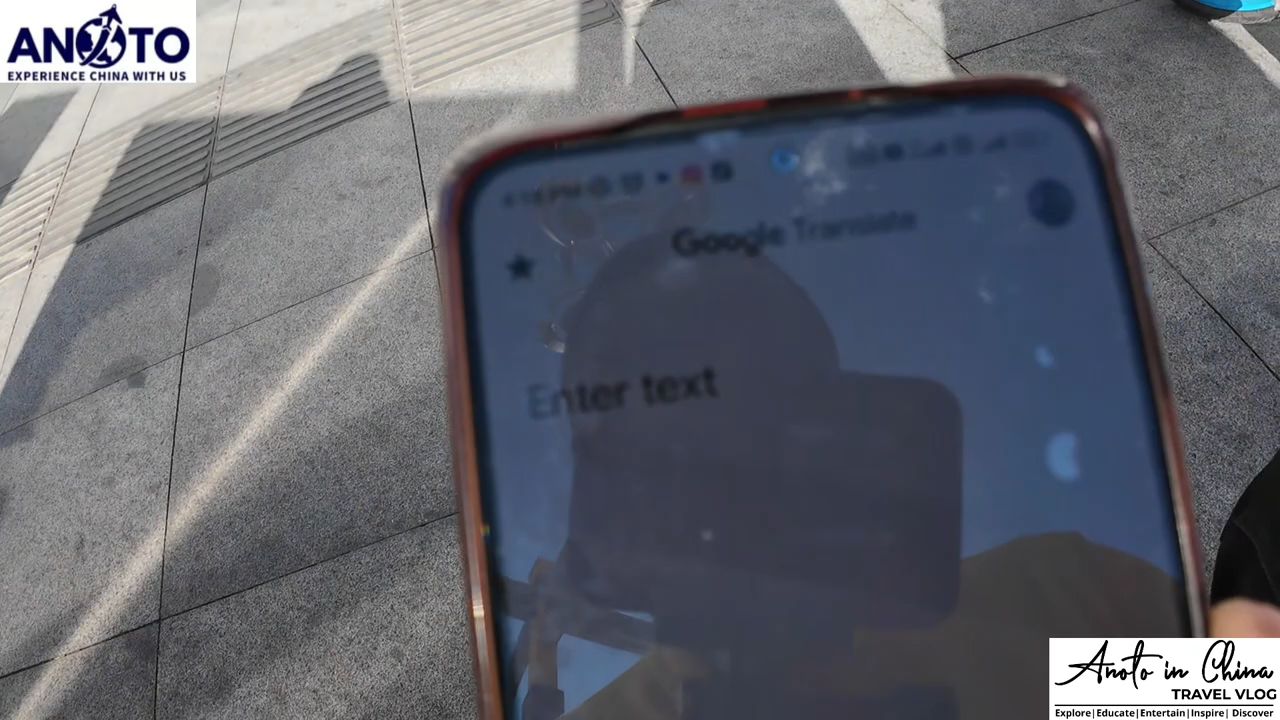 ANOTO
EXPERIENCE CHINA WITH US
Google Translate
Enter text
Anoto in China
TRAVEL VLOG
Explore|Educate|Entertain|Inspire| Discover